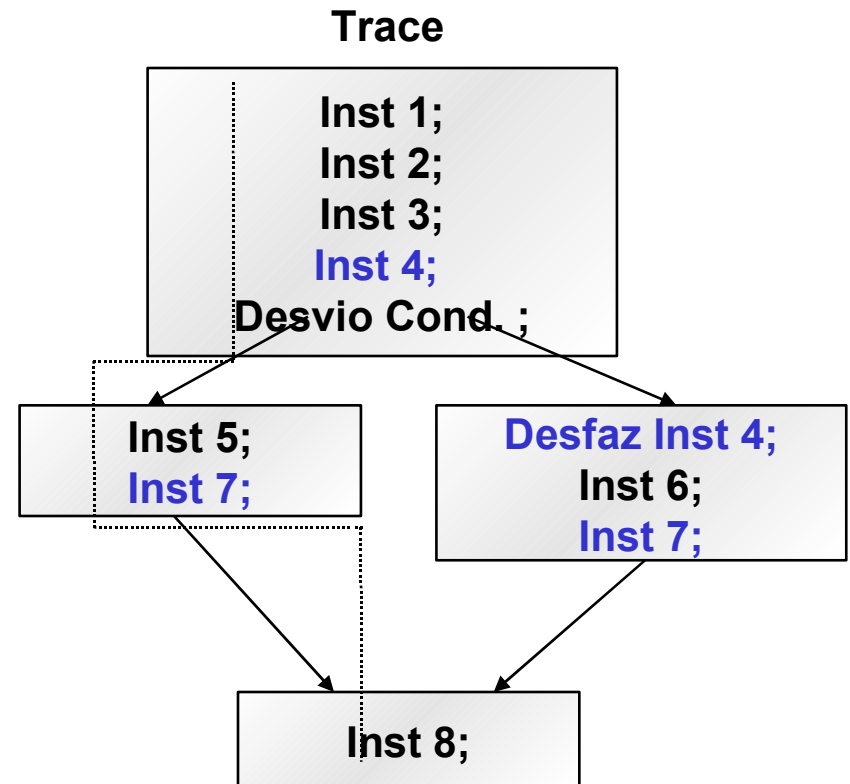 Trace
Inst 1;
Inst 2;
Inst 3;
Inst 4;
Desvio Cond. ;
Inst 5;
Inst 7;
Desfaz Inst 4;
Inst 6;
Inst 7;
Inst 8;